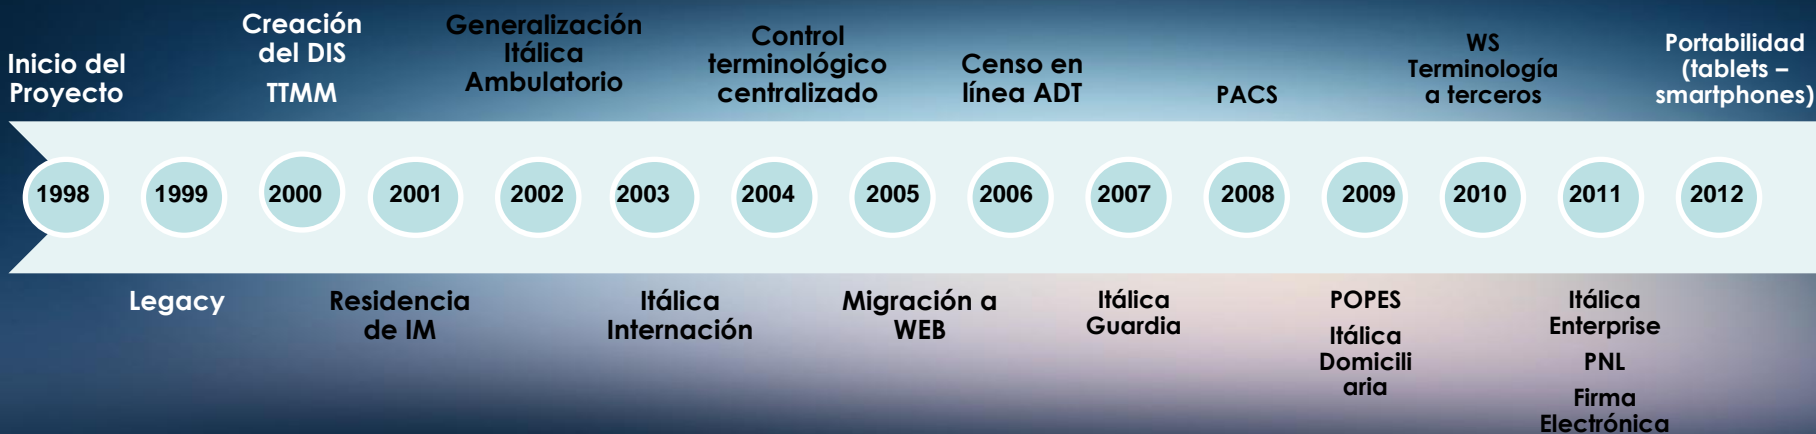 Inicio del
Proyecto
Creación
del DIS
TTMM
Generalización
Itálica
Ambulatorio
Control
terminológico
centralizado
Censo en
línea ADT
PACS
WS
Terminología
a terceros
Portabilidad
(tablets –
smartphones)
1998
1999
2000
2001
2002
2003
2004
2005
2006
2007
2008
2009
2010
2011
2012
Legacy
Residencia
de IM
Itálica
Internación
Migración a
WEB
Itálica
Guardia
POPES
Itálica
Domicili
aria
Itálica
Enterprise
PNL
Firma
Electrónica